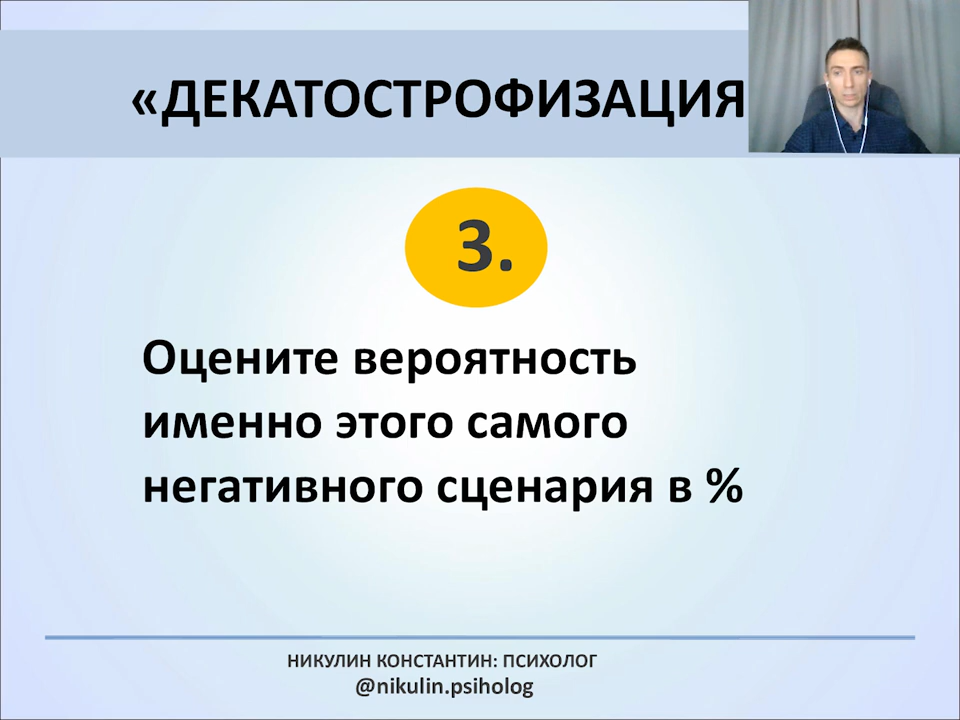 «ДЕКАТОСТРОФИЗАЦИЯ
3.
Оцените вероятность
именно этого самого
негативного сценария в %
НИКУЛИН КОНСТАНТИН: ПСИХОЛОГ
@nikulin.psiholog